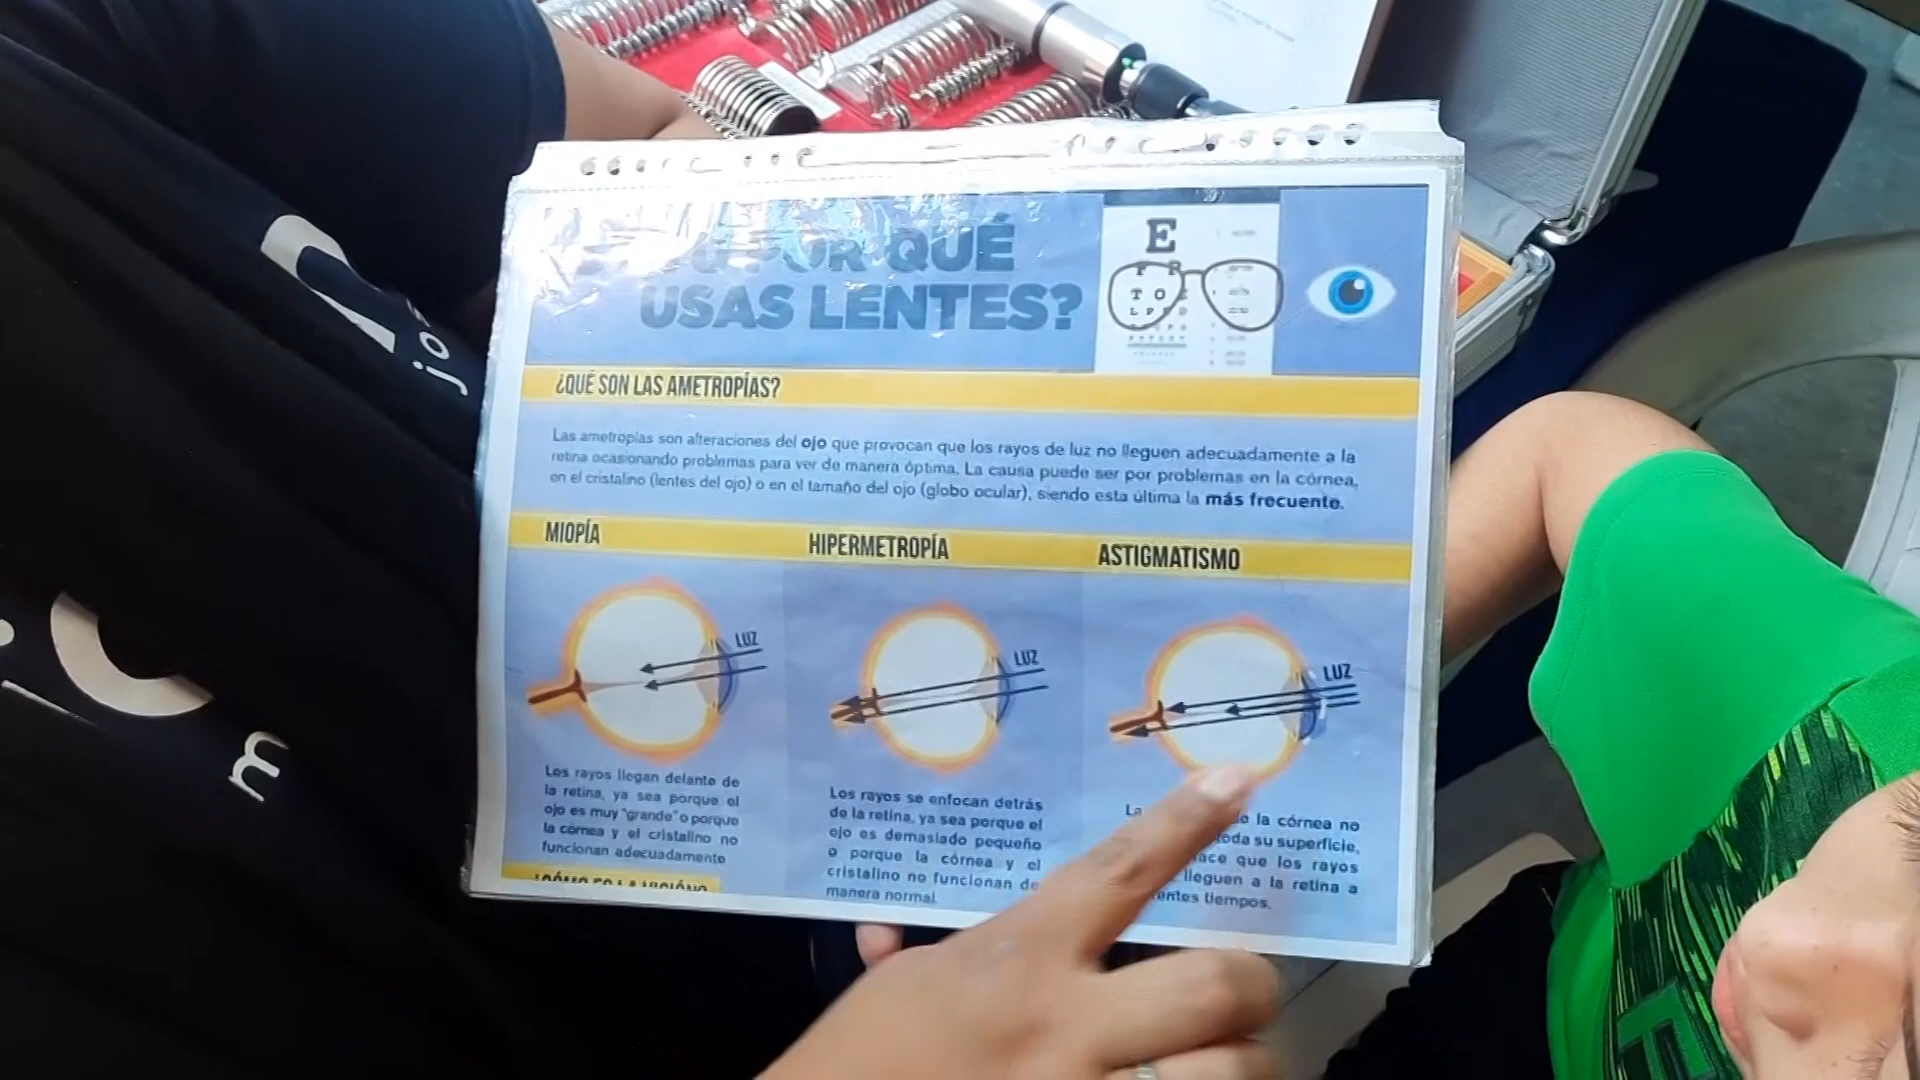 POR QUÉ
USAS LENTES?
E
F P
T O Z
L P E D
¿QUÉ SON LAS AMETROPÍAS?
Las ametropías son alteraciones del ojo que provocan que los rayos de luz no lleguen adecuadamente a la
retina ocasionando problemas para ver de manera óptima. La causa puede ser por problemas en la córnea,
en el cristalino (lentes del ojo) o en el tamaño del ojo (globo ocular), siendo esta última la más frecuente.
MIOPÍA
LUZ
Los rayos llegan delante de
la retina, ya sea porque el
ojo es muy "grande" o porque
la córnea y el cristalino no
funcionan adecuadamente
HIPERMETROPÍA
LUZ
Los rayos se enfocan detrás
de la retina, ya sea porque el
ojo es demasiado pequeño
o porque la córnea y el
cristalino no funcionan de
manera normal.
ASTIGMATISMO
LUZ
La de la córnea no
toda su superficie,
hace que los rayos
lleguen a la retina a
tiempos.
jo
m